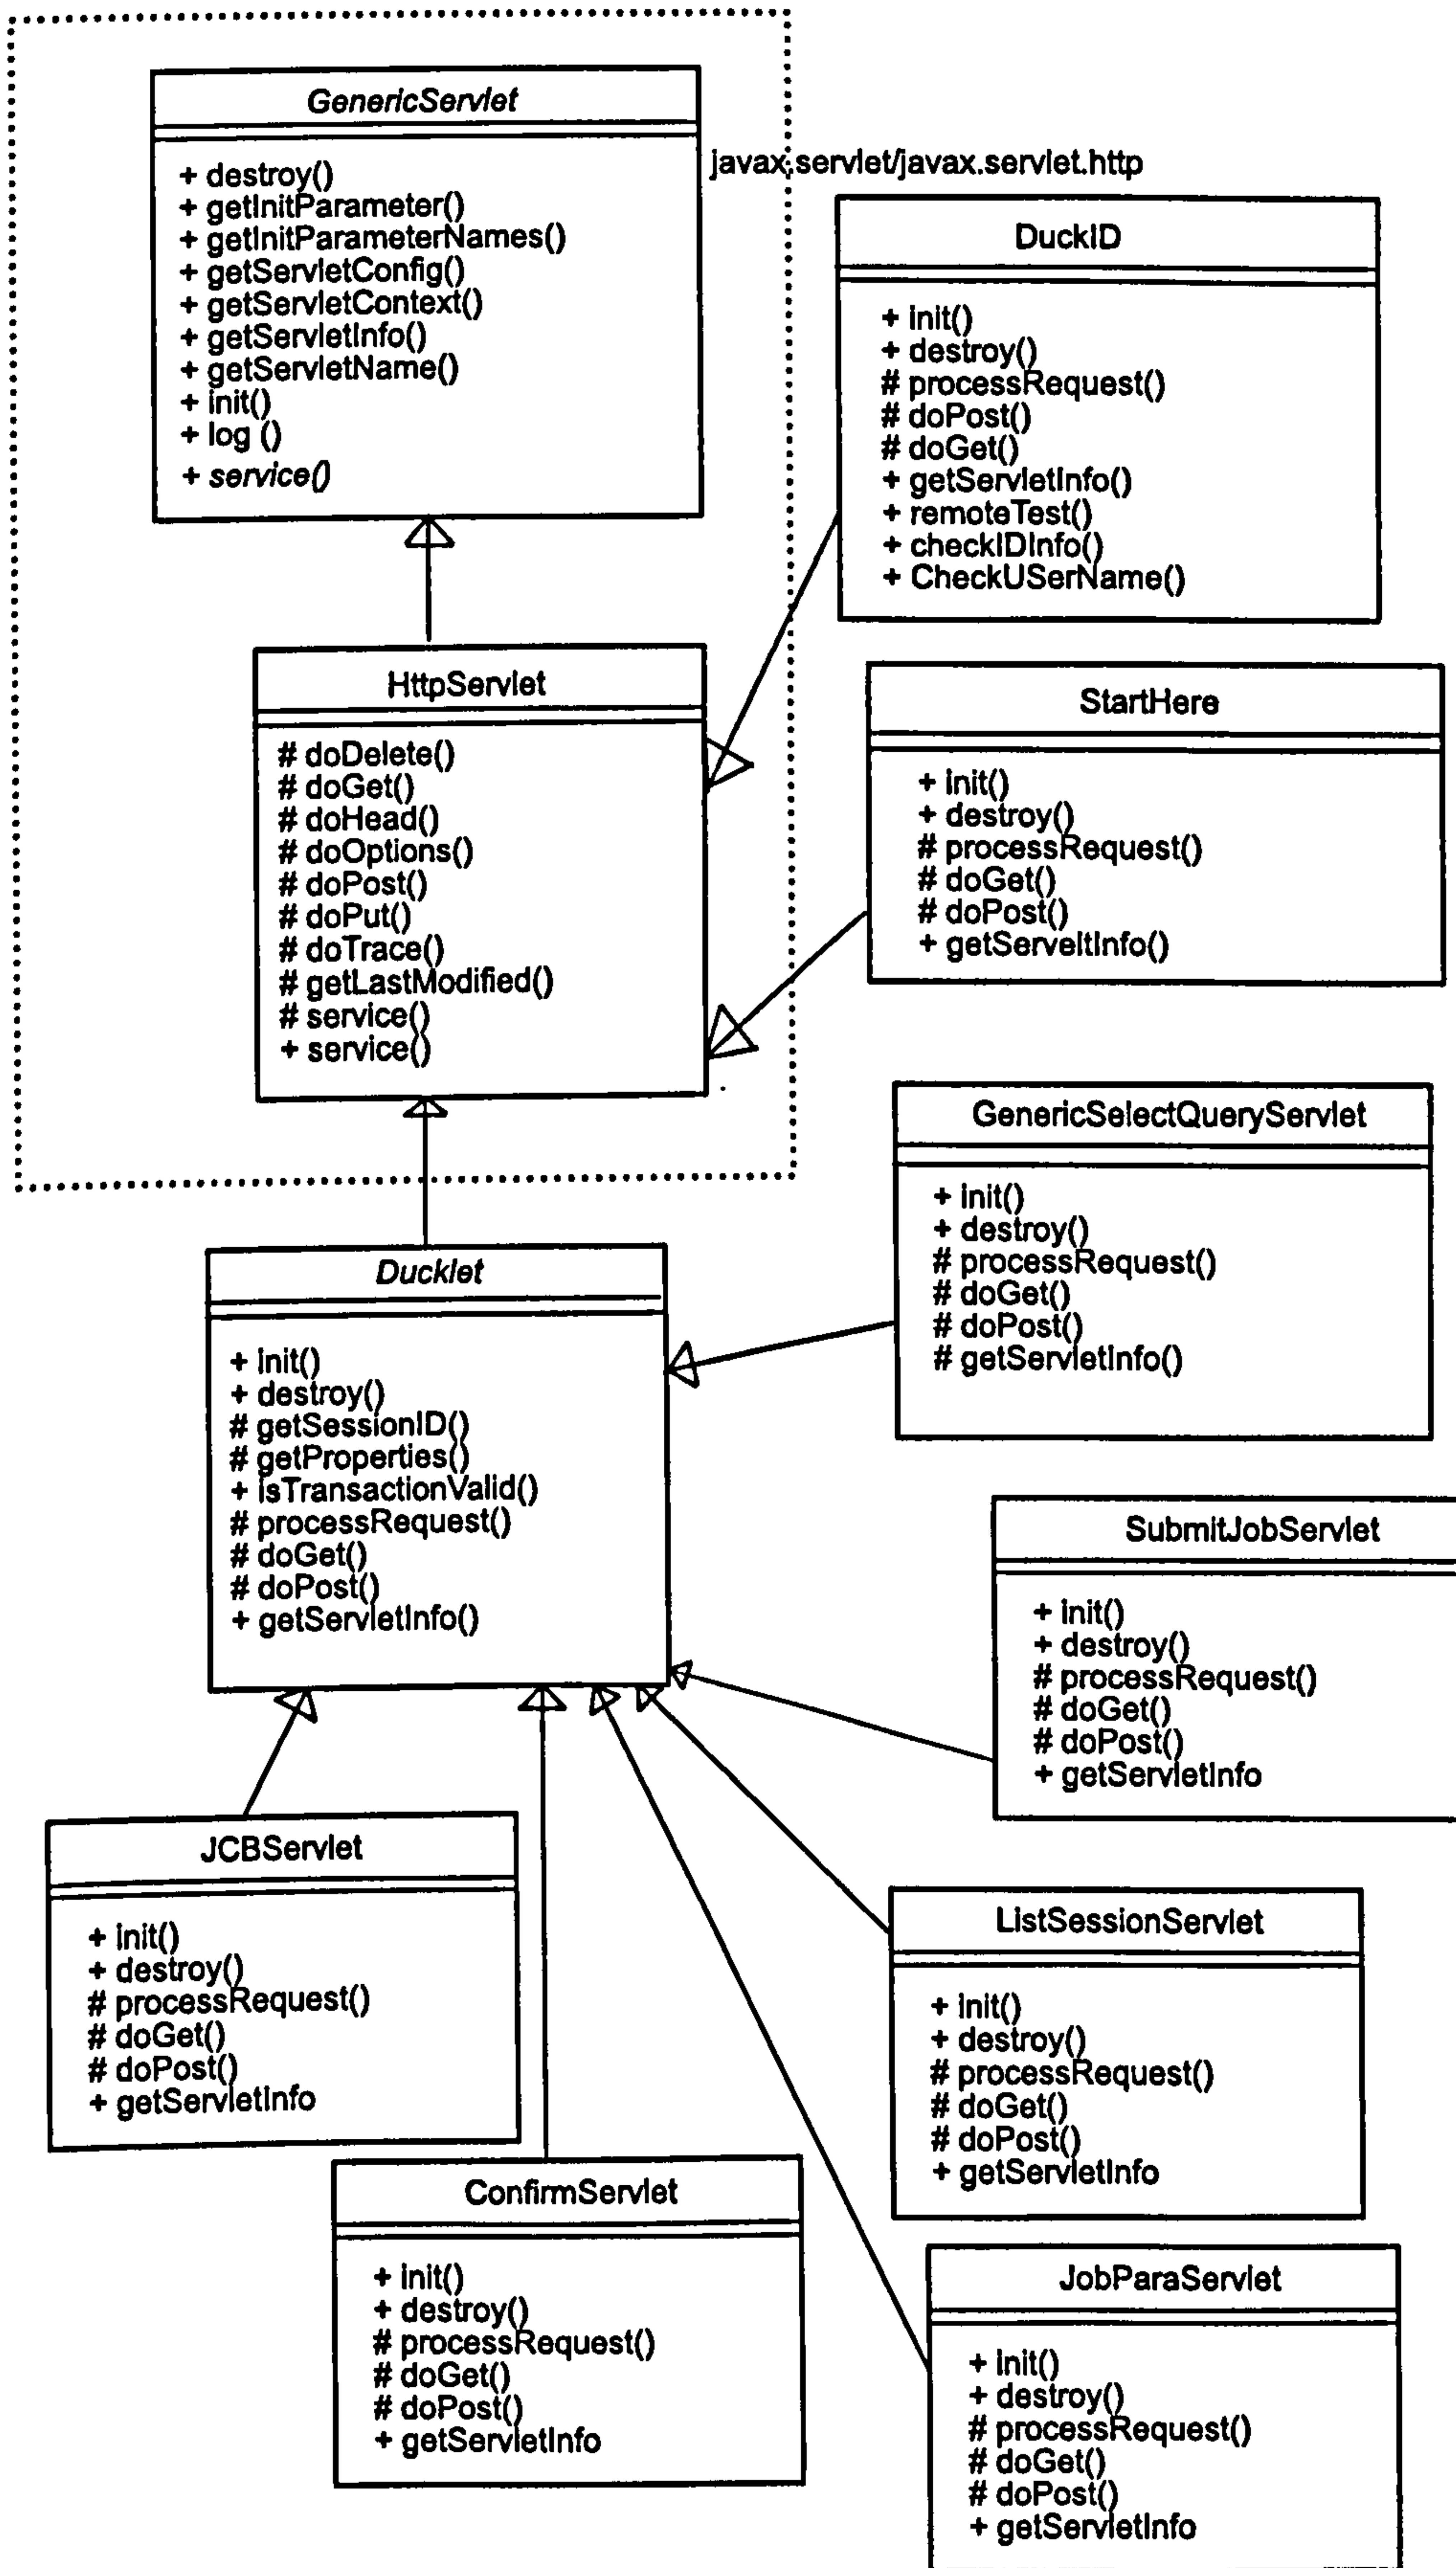 GenericServlet
+ destroy()
+ getInitParameter()
+ getInitParameterNames()
+ getServletConfig()
+ getServletContext()
+ getServletInfo()
+ getServletName()
+ init()
+ log ()
+ service()
javax.servlet/javax.servlet.http
DuckID
+ init()
+ destroy()
# processRequest()
# doPost()
# doGet()
+ getServletInfo()
+ remoteTest()
+ checkIDInfo()
+ CheckUSerName()
HttpServlet
# doDelete()
# doGet()
# doHead()
# doOptions()
# doPost()
# doPut()
# doTrace()
# getLastModified()
# service()
+ service()
StartHere
+ init()
+ destroy()
# processRequest()
# doGet()
# doPost()
+ getServeltInfo()
GenericSelectQueryServlet
+ init()
+ destroy()
# processRequest()
# doGet()
# doPost()
# getServletInfo()
Ducklet
+ init()
+ destroy()
# getSessionID()
# getProperties()
+ isTransactionValid()
# processRequest()
# doGet()
# doPost()
+ getServletInfo()
SubmitJobServlet
+ init()
+ destroy()
# processRequest()
# doGet()
# doPost()
+ getServletInfo
JCBServlet
+ init()
+ destroy()
# processRequest()
# doGet()
# doPost()
+ getServletInfo
ListSessionServlet
+ init()
+ destroy()
# processRequest()
# doGet()
# doPost()
+ getServletInfo
ConfirmServlet
+ init()
+ destroy()
# processRequest()
# doGet()
# doPost()
+ getServletInfo
JobParaServlet
+ init()
+ destroy()
# processRequest()
# doGet()
# doPost()
+ getServletInfo